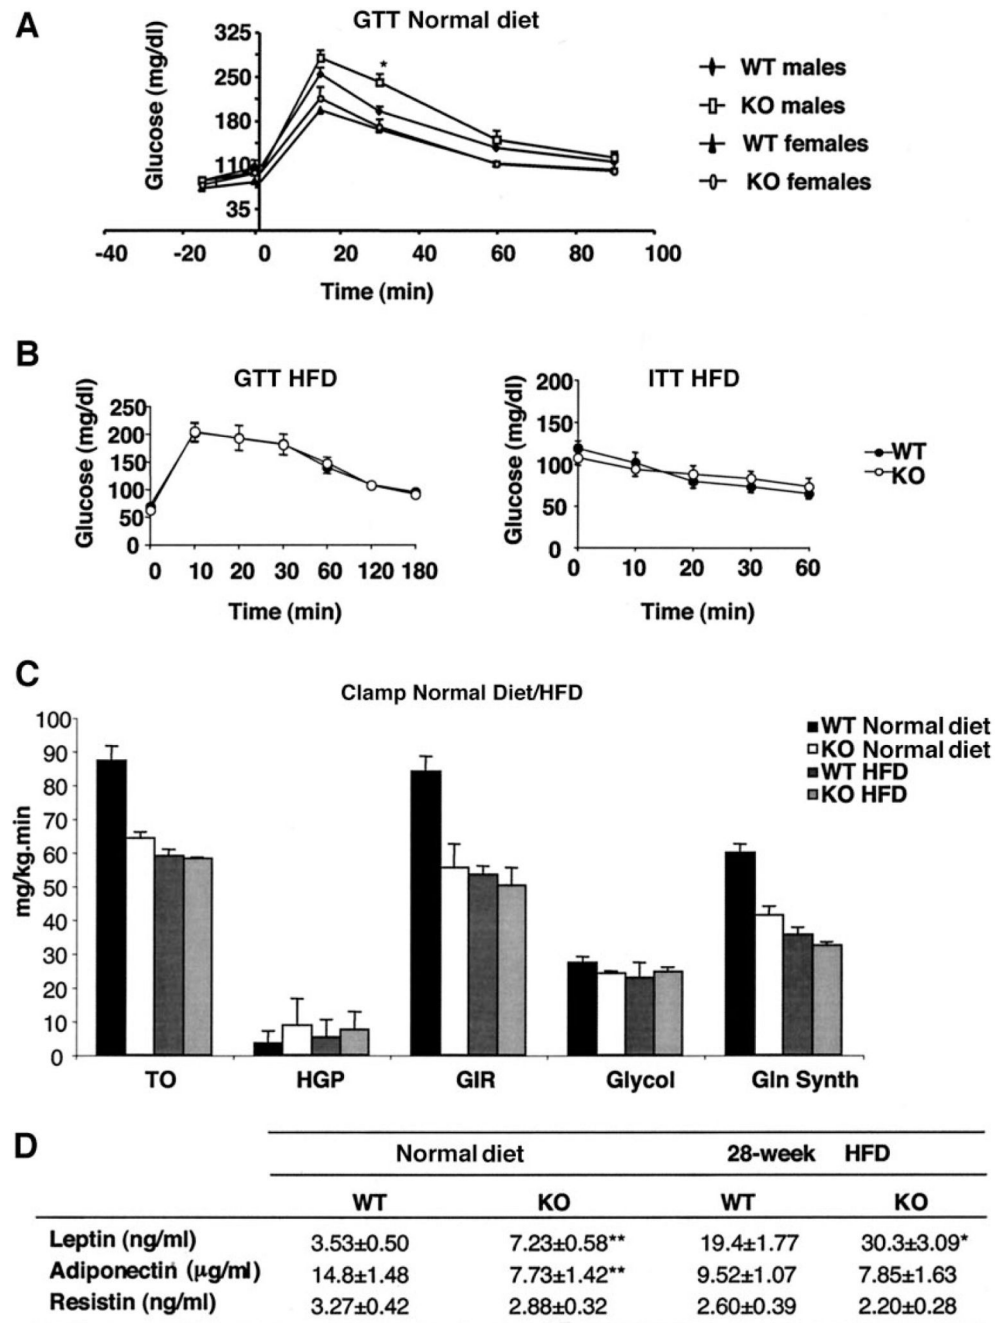 A
GTT Normal diet
Glucose (mg/dl)
325
250
180
110
35
*
-40 -20 0 20 40 60 80 100
Time (min)
WT males
KO males
WT females
KO females
B
GTT HFD
Glucose (mg/dl)
250
200
150
100
50
0
0 10 20 30 60 120 180
Time (min)
ITT HFD
Glucose (mg/dl)
200
150
100
50
0
0 10 20 30 60
Time (min)
WT
KO
C
Clamp Normal Diet/HFD
mg/kg.min
100
90
80
70
60
50
40
30
20
10
0
TO HGP GIR Glycol Gln Synth
WT Normal diet
KO Normal diet
WT HFD
KO HFD
D
Normal diet 28-week HFD
WT KO WT KO
Leptin (ng/ml) 3.53±0.50 7.23±0.58** 19.4±1.77 30.3±3.09*
Adiponectin (μg/ml) 14.8±1.48 7.73±1.42** 9.52±1.07 7.85±1.63
Resistin (ng/ml) 3.27±0.42 2.88±0.32 2.60±0.39 2.20±0.28